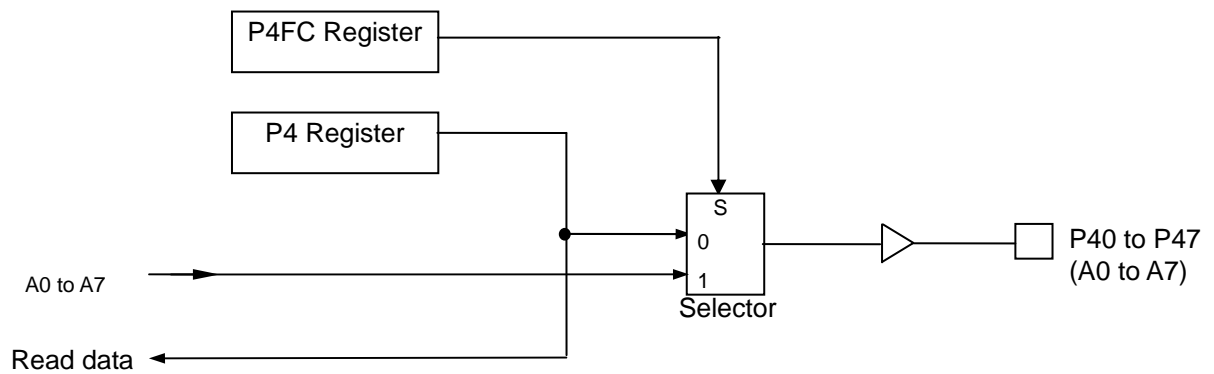 P4FC Register
P4 Register
S
0
1
Selector
P40 to P47
(A0 to A7)
A0 to A7
Read data